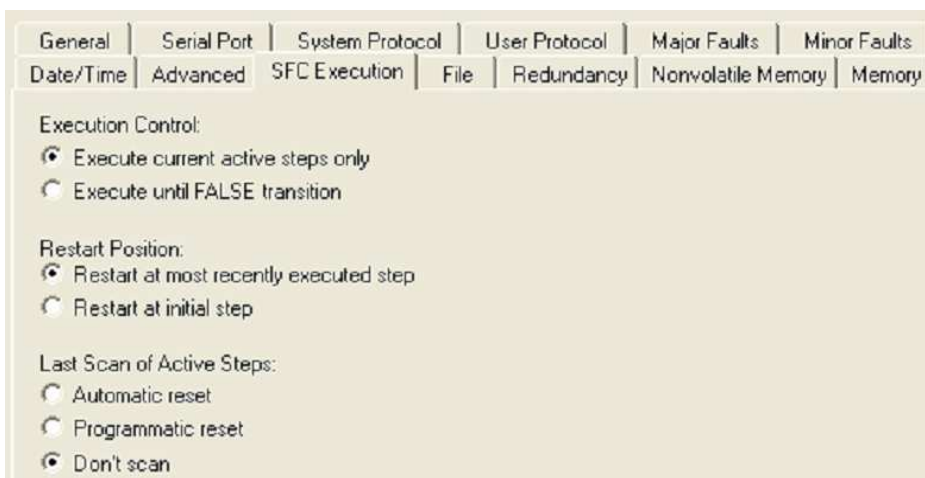 General Serial Port System Protocol User Protocol Major Faults Minor Faults
Date/Time Advanced SFC Execution File Redundancy Nonvolatile Memory Memory
Execution Control:
Execute current active steps only
Execute until FALSE transition
Restart Position:
Restart at most recently executed step
Restart at initial step
Last Scan of Active Steps:
Automatic reset
Programmatic reset
Don't scan